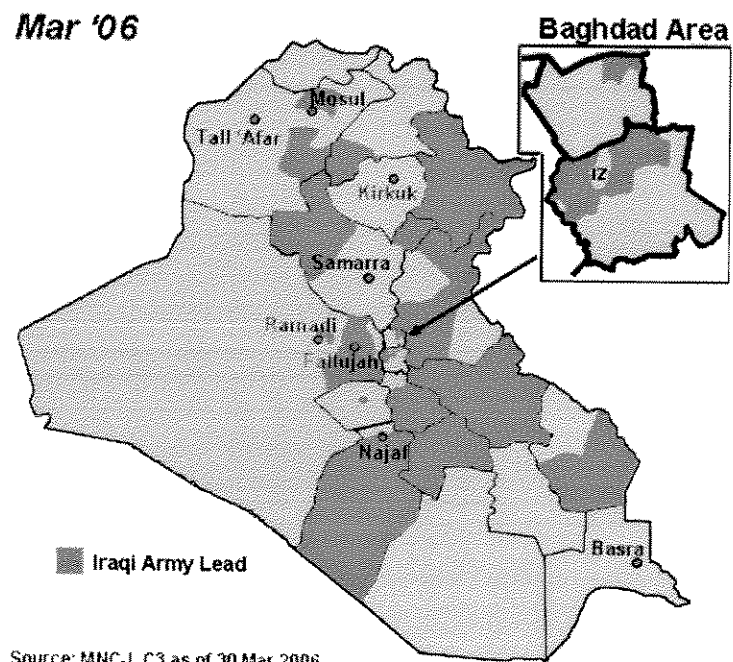 Mar '06
Baghdad Area
Mosul
Tall 'Afar
IZ
Kirkuk
Samarra
Ramadi
Fallujah
Najaf
Iraqi Army Lead
Basra
Source: MNC-I, C3 as of 30 Mar 2006